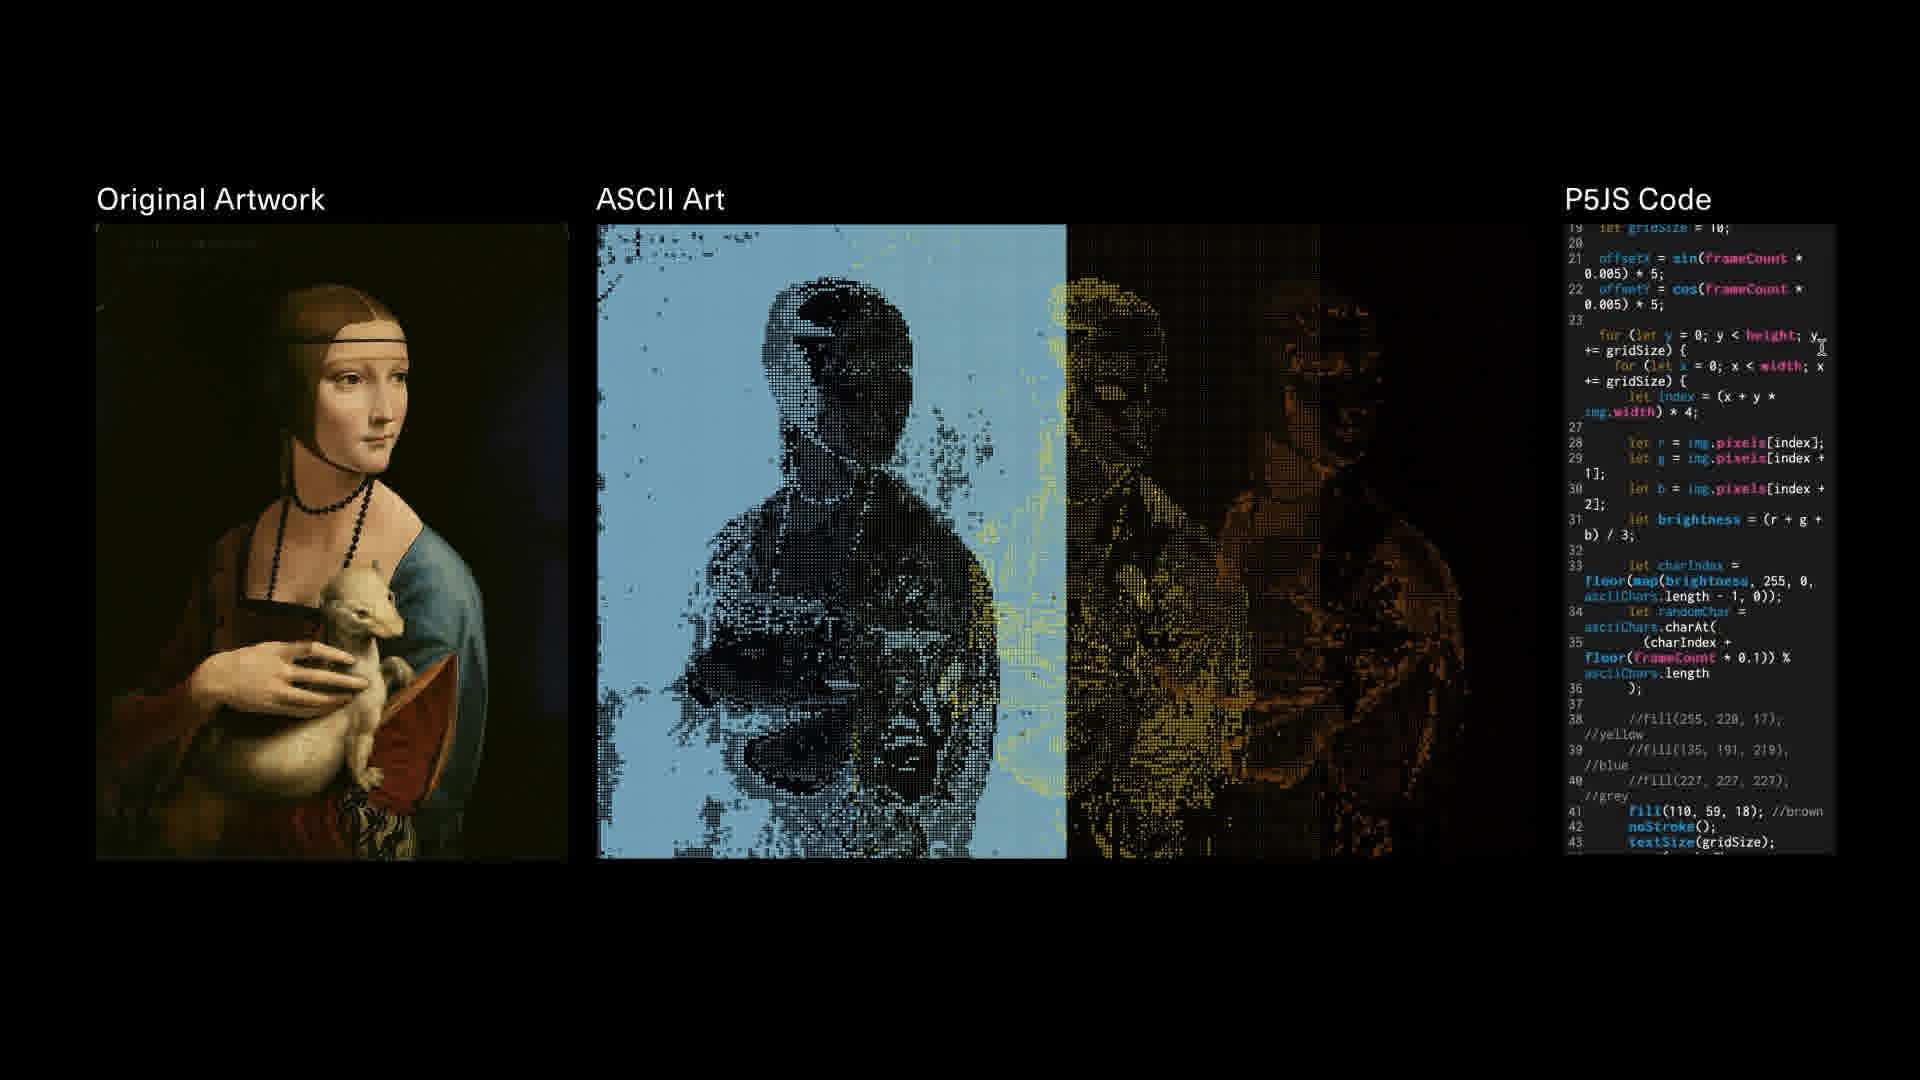 Original Artwork
ASCII Art
P5JS Code
19 let gridSize = 10;
20
21 offsetX = sin(frameCount *
0.005) * 5;
22 offsetY = cos(frameCount *
0.005) * 5;
23
for (let y = 0; y < height; y
+= gridSize) {
for (let x = 0; x < width; x
+= gridSize) {
let index = (x + y *
img.width) * 4;
27
28 let r = img.pixels[index];
29 let g = img.pixels[index +
1];
30 let b = img.pixels[index +
2];
31 let brightness = (r + g +
b) / 3;
32
33 let charIndex =
floor(map(brightness, 255, 0,
asciiChars.length - 1, 0));
34 let randomChar =
asciiChars.charAt(
35 (charIndex +
floor(frameCount * 0.1)) %
asciiChars.length
36 );
37
38 //fill(255, 220, 17);
//yellow
39 //fill(135, 191, 219);
//blue
40 //fill(227, 227, 227);
//grey
41 fill(110, 59, 18); //brown
42 noStroke();
43 textSize(gridSize);